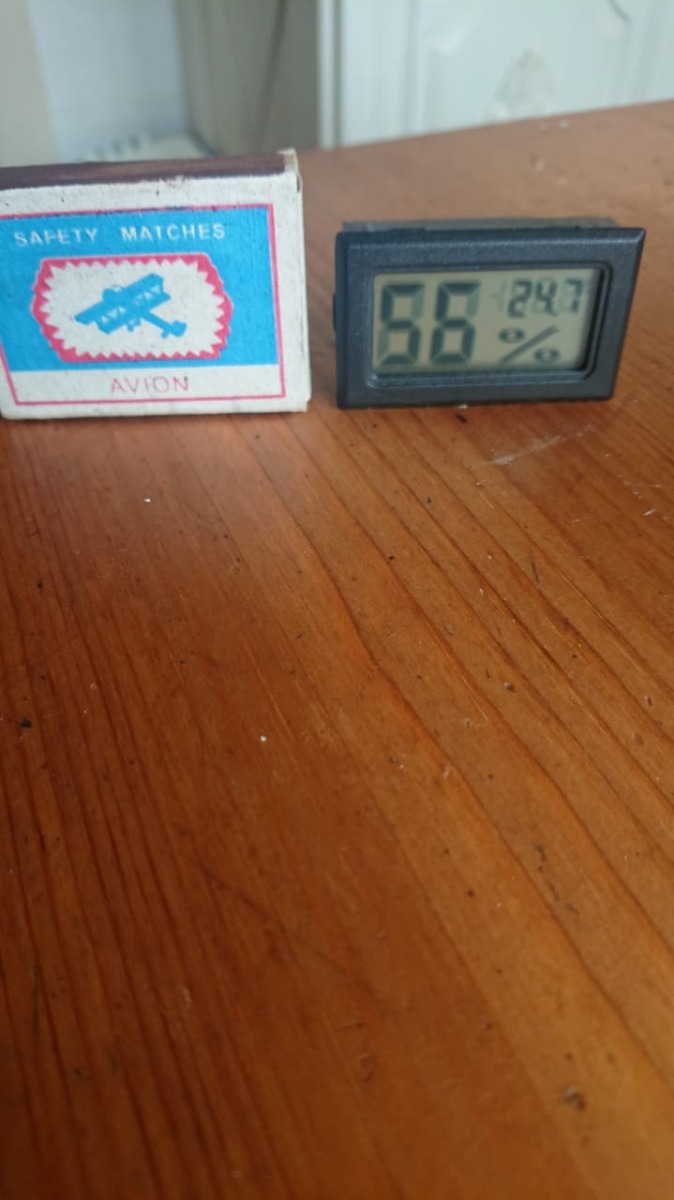 SAFETY MATCHES
AVION
24.7
56 %